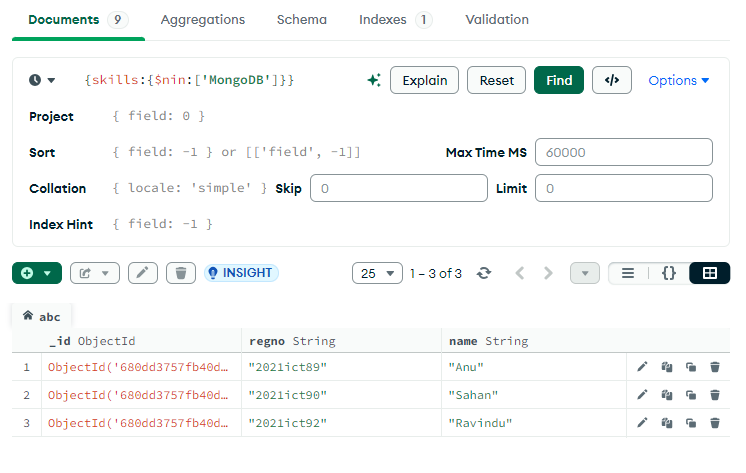 Documents 9 Aggregations Schema Indexes 1 Validation
{skills:{$nin:['MongoDB']}} Explain Reset Find </> Options
Project { field: 0 }
Sort { field: -1 } or [['field', -1]] Max Time MS 60000
Collation { locale: 'simple' } Skip 0 Limit 0
Index Hint { field: -1 }
INSIGHT 25 1 – 3 of 3 {}
abc
_id ObjectId regno String name String
1 ObjectId('680dd3757fb40d… "2021ict89" "Anu"
2 ObjectId('680dd3757fb40d… "2021ict90" "Sahan"
3 ObjectId('680dd3757fb40d… "2021ict92" "Ravindu"